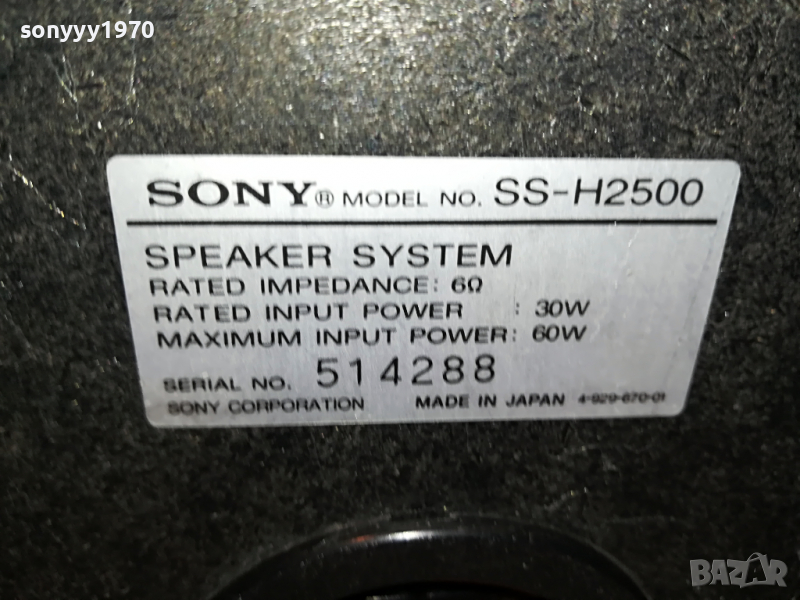 sonyyy1970
SONY® MODEL NO. SS-H2500
SPEAKER SYSTEM
RATED IMPEDANCE: 6Ω
RATED INPUT POWER : 30W
MAXIMUM INPUT POWER: 60W
SERIAL NO. 514288
SONY CORPORATION MADE IN JAPAN 4-929-670-01
BAZAR